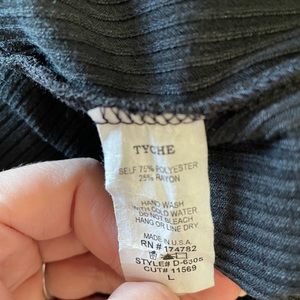 TYCHE
SELF 75% POLYESTER
25% RAYON
HAND WASH
WITH COLD WATER
DO NOT BLEACH
HANG OR LINE DRY
MADE IN U.S.A.
RN # 174782
STYLE# D-630S
CUT# 11569
L